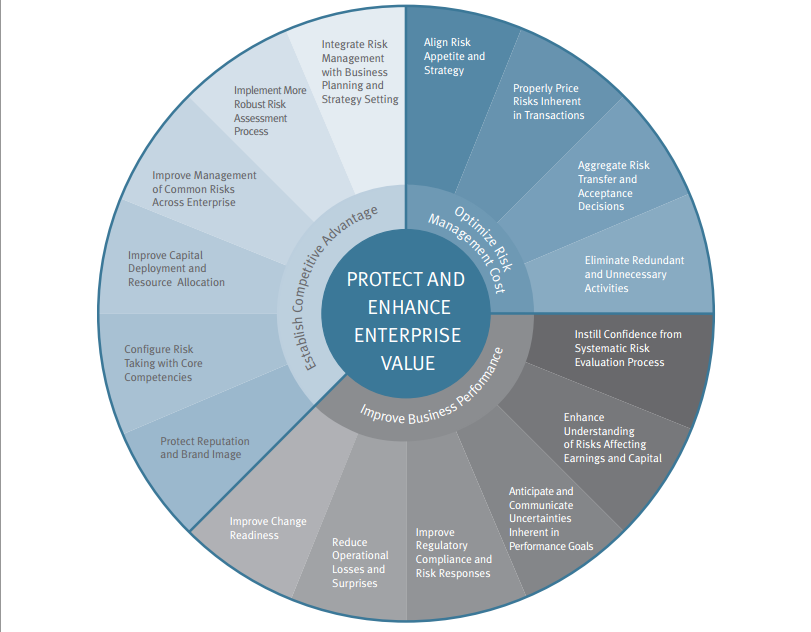 PROTECT AND
ENHANCE
ENTERPRISE
VALUE
Optimize Risk
Management Cost
Align Risk
Appetite and
Strategy
Properly Price
Risks Inherent
in Transactions
Aggregate Risk
Transfer and
Acceptance
Decisions
Eliminate Redundant
and Unnecessary
Activities
Improve Business Performance
Instill Confidence from
Systematic Risk
Evaluation Process
Enhance
Understanding
of Risks Affecting
Earnings and Capital
Anticipate and
Communicate
Uncertainties
Inherent in
Performance Goals
Improve
Regulatory
Compliance and
Risk Responses
Reduce
Operational
Losses and
Surprises
Improve Change
Readiness
Establish Competitive Advantage
Protect Reputation
and Brand Image
Configure Risk
Taking with Core
Competencies
Improve Capital
Deployment and
Resource Allocation
Improve Management
of Common Risks
Across Enterprise
Implement More
Robust Risk
Assessment
Process
Integrate Risk
Management
with Business
Planning and
Strategy Setting